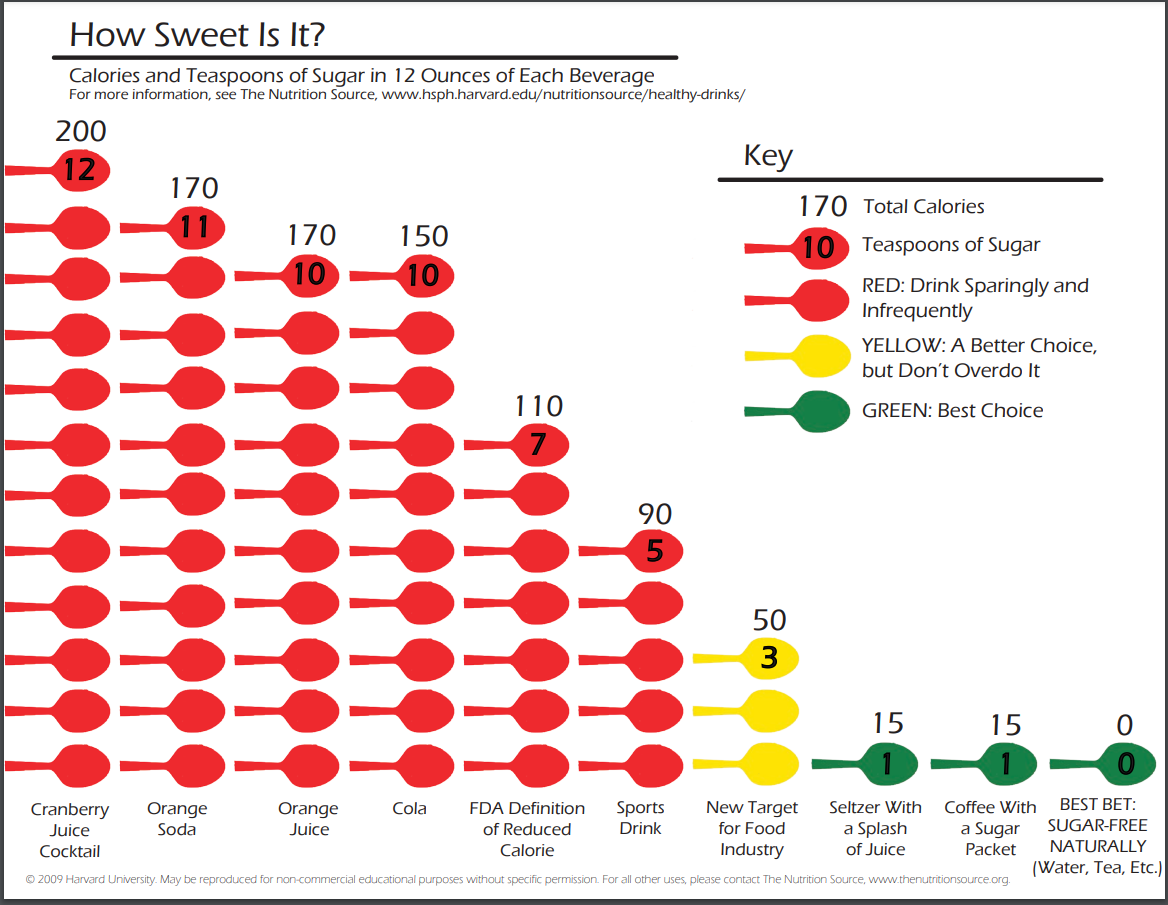 How Sweet Is It?
Calories and Teaspoons of Sugar in 12 Ounces of Each Beverage
For more information, see The Nutrition Source, www.hsph.harvard.edu/nutritionsource/healthy-drinks/
200
12
170
11
170
10
150
10
110
7
90
5
50
3
15
1
15
1
0
0
Key
170 Total Calories
10 Teaspoons of Sugar
RED: Drink Sparingly and
Infrequently
YELLOW: A Better Choice,
but Don't Overdo It
GREEN: Best Choice
Cranberry
Juice
Cocktail
Orange
Soda
Orange
Juice
Cola
FDA Definition
of Reduced
Calorie
Sports
Drink
New Target
for Food
Industry
Seltzer With
a Splash
of Juice
Coffee With
a Sugar
Packet
BEST BET:
SUGAR-FREE
NATURALLY
(Water, Tea, Etc.)
© 2009 Harvard University. May be reproduced for non-commercial educational purposes without specific permission. For all other uses, please contact The Nutrition Source, www.thenutritionsource.org.